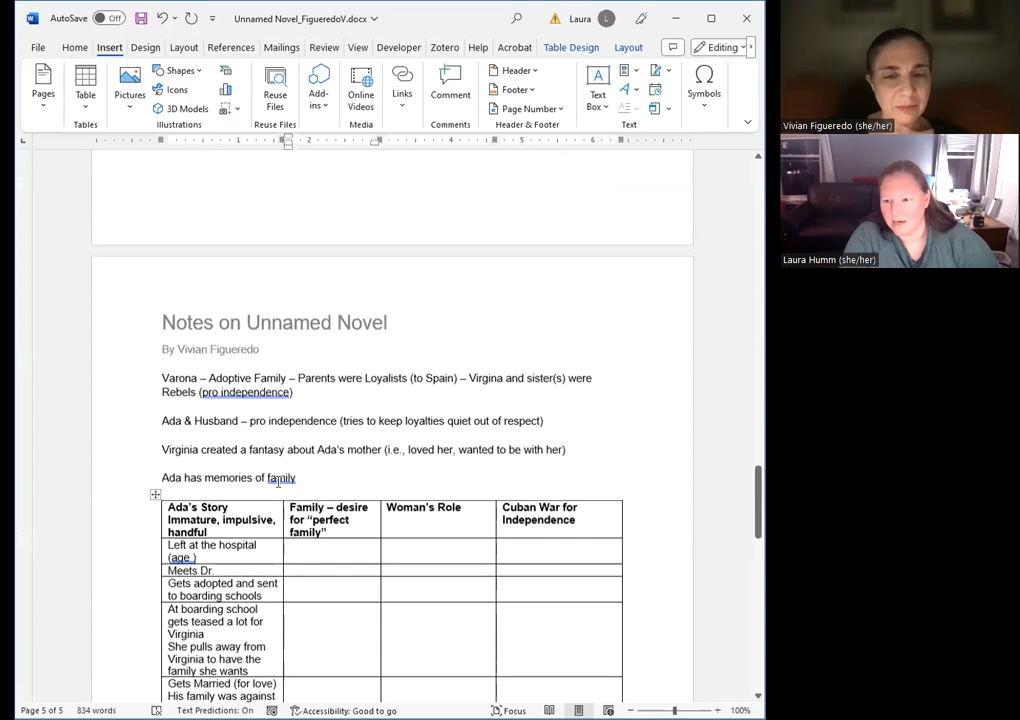 AutoSave Off Unnamed Novel_FigueredoV.docx Laura L
File Home Insert Design Layout References Mailings Review View Developer Zotero Help Acrobat Table Design Layout Editing
Pages
Table
Tables
Pictures
Shapes
Icons
3D Models
Illustrations
Reuse
Files
Reuse Files
Add-
ins
Online
Videos
Media
Links
Comment
Comments
Header
Footer
Page Number
Header & Footer
Text
Box
Text
Symbols
1 2 3 4 5 6
Notes on Unnamed Novel
By Vivian Figueredo
Varona – Adoptive Family – Parents were Loyalists (to Spain) – Virgina and sister(s) were
Rebels (pro independence)
Ada & Husband – pro independence (tries to keep loyalties quiet out of respect)
Virginia created a fantasy about Ada's mother (i.e., loved her, wanted to be with her)
Ada has memories of family
Ada's Story
Immature, impulsive,
handful
Family – desire
for "perfect
family"
Woman's Role
Cuban War for
Independence
Left at the hospital
(age )
Meets Dr.
Gets adopted and sent
to boarding schools
At boarding school
gets teased a lot for
Virginia
She pulls away from
Virginia to have the
family she wants
Gets Married (for love)
His family was against
Page 5 of 5 834 words Text Predictions: On Accessibility: Good to go Focus 100%
Vivian Figueredo (she/her)
Laura Humm (she/her)